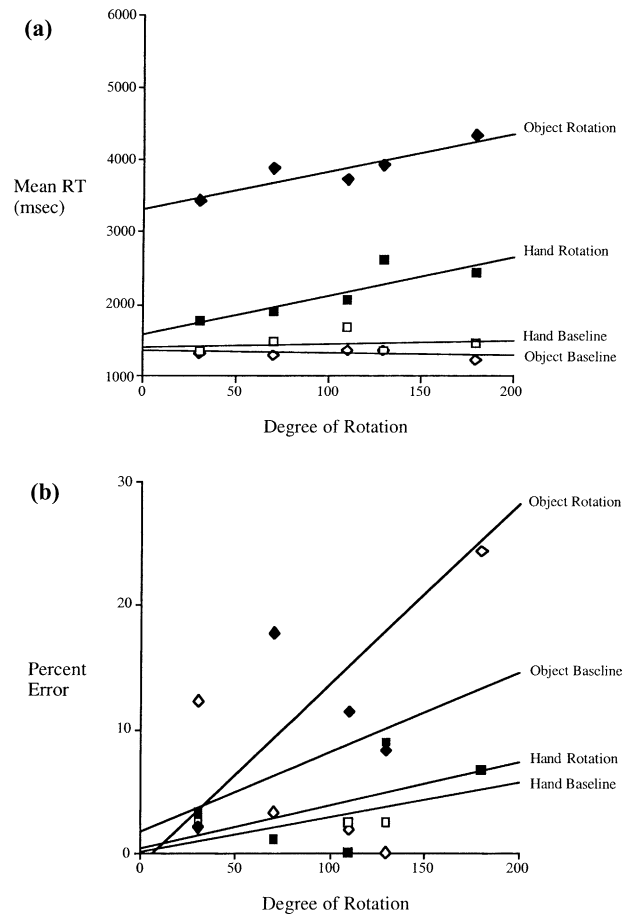 (a)
6000
5000
4000
3000
2000
1000
Mean RT
(msec)
Object Rotation
Hand Rotation
Hand Baseline
Object Baseline
0
50
100
150
200
Degree of Rotation
(b)
30
20
10
0
Percent
Error
Object Rotation
Object Baseline
Hand Rotation
Hand Baseline
0
50
100
150
200
Degree of Rotation